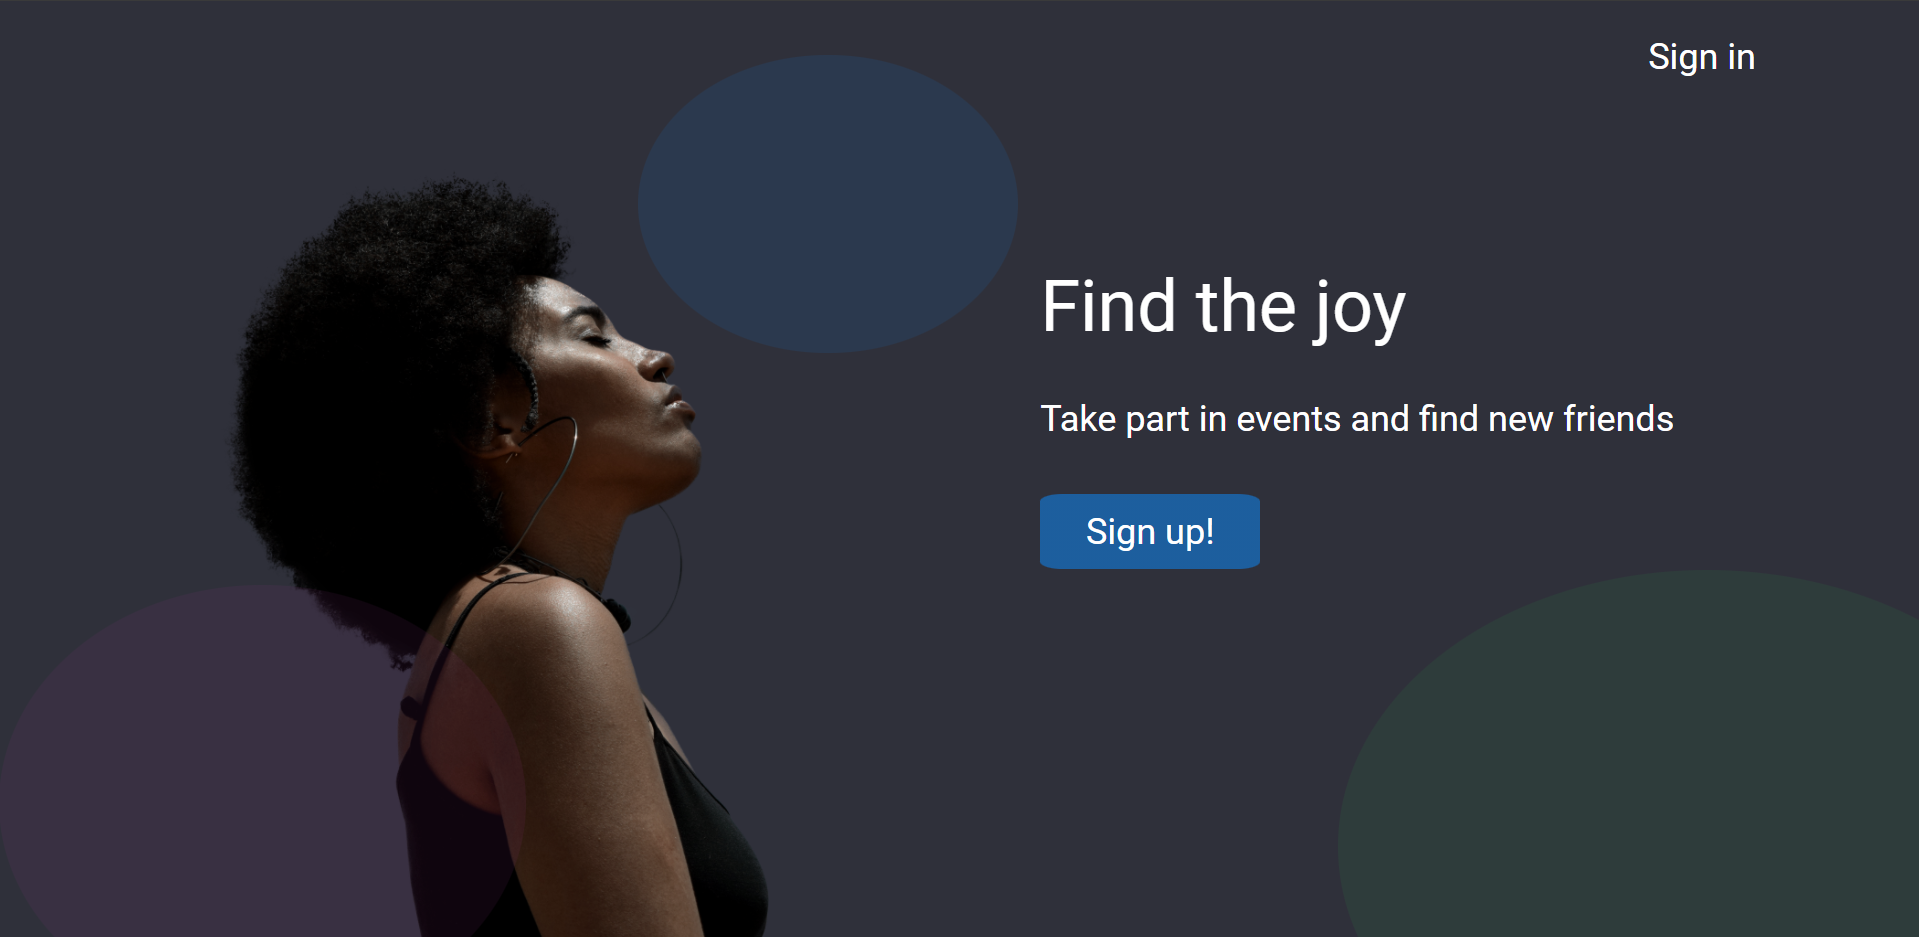 Sign in
Find the joy
Take part in events and find new friends
Sign up!